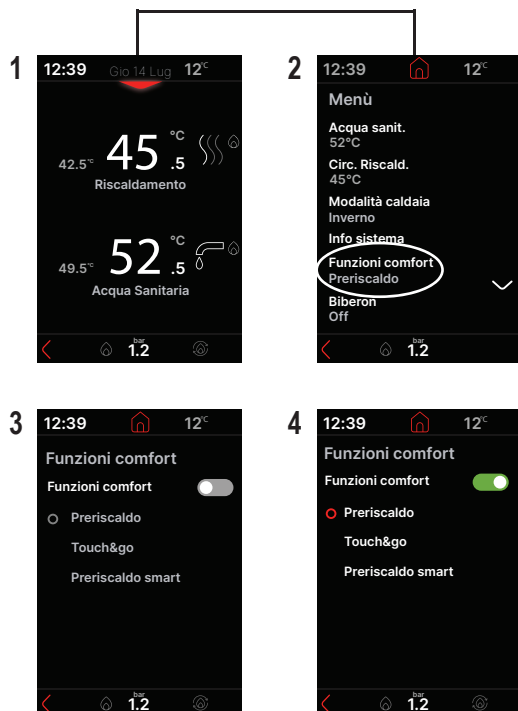 1
12:39 Gio 14 Lug 12°C
42.5°C 45.5 °C
Riscaldamento
49.5°C 52.5 °C
Acqua Sanitaria
bar
1.2
2
12:39 12°C
Menù
Acqua sanit.
52°C
Circ. Riscald.
45°C
Modalità caldaia
Inverno
Info sistema
Funzioni comfort
Preriscaldo
Biberon
Off
bar
1.2
3
12:39 12°C
Funzioni comfort
Funzioni comfort
Preriscaldo
Touch&go
Preriscaldo smart
bar
1.2
4
12:39 12°C
Funzioni comfort
Funzioni comfort
Preriscaldo
Touch&go
Preriscaldo smart
bar
1.2